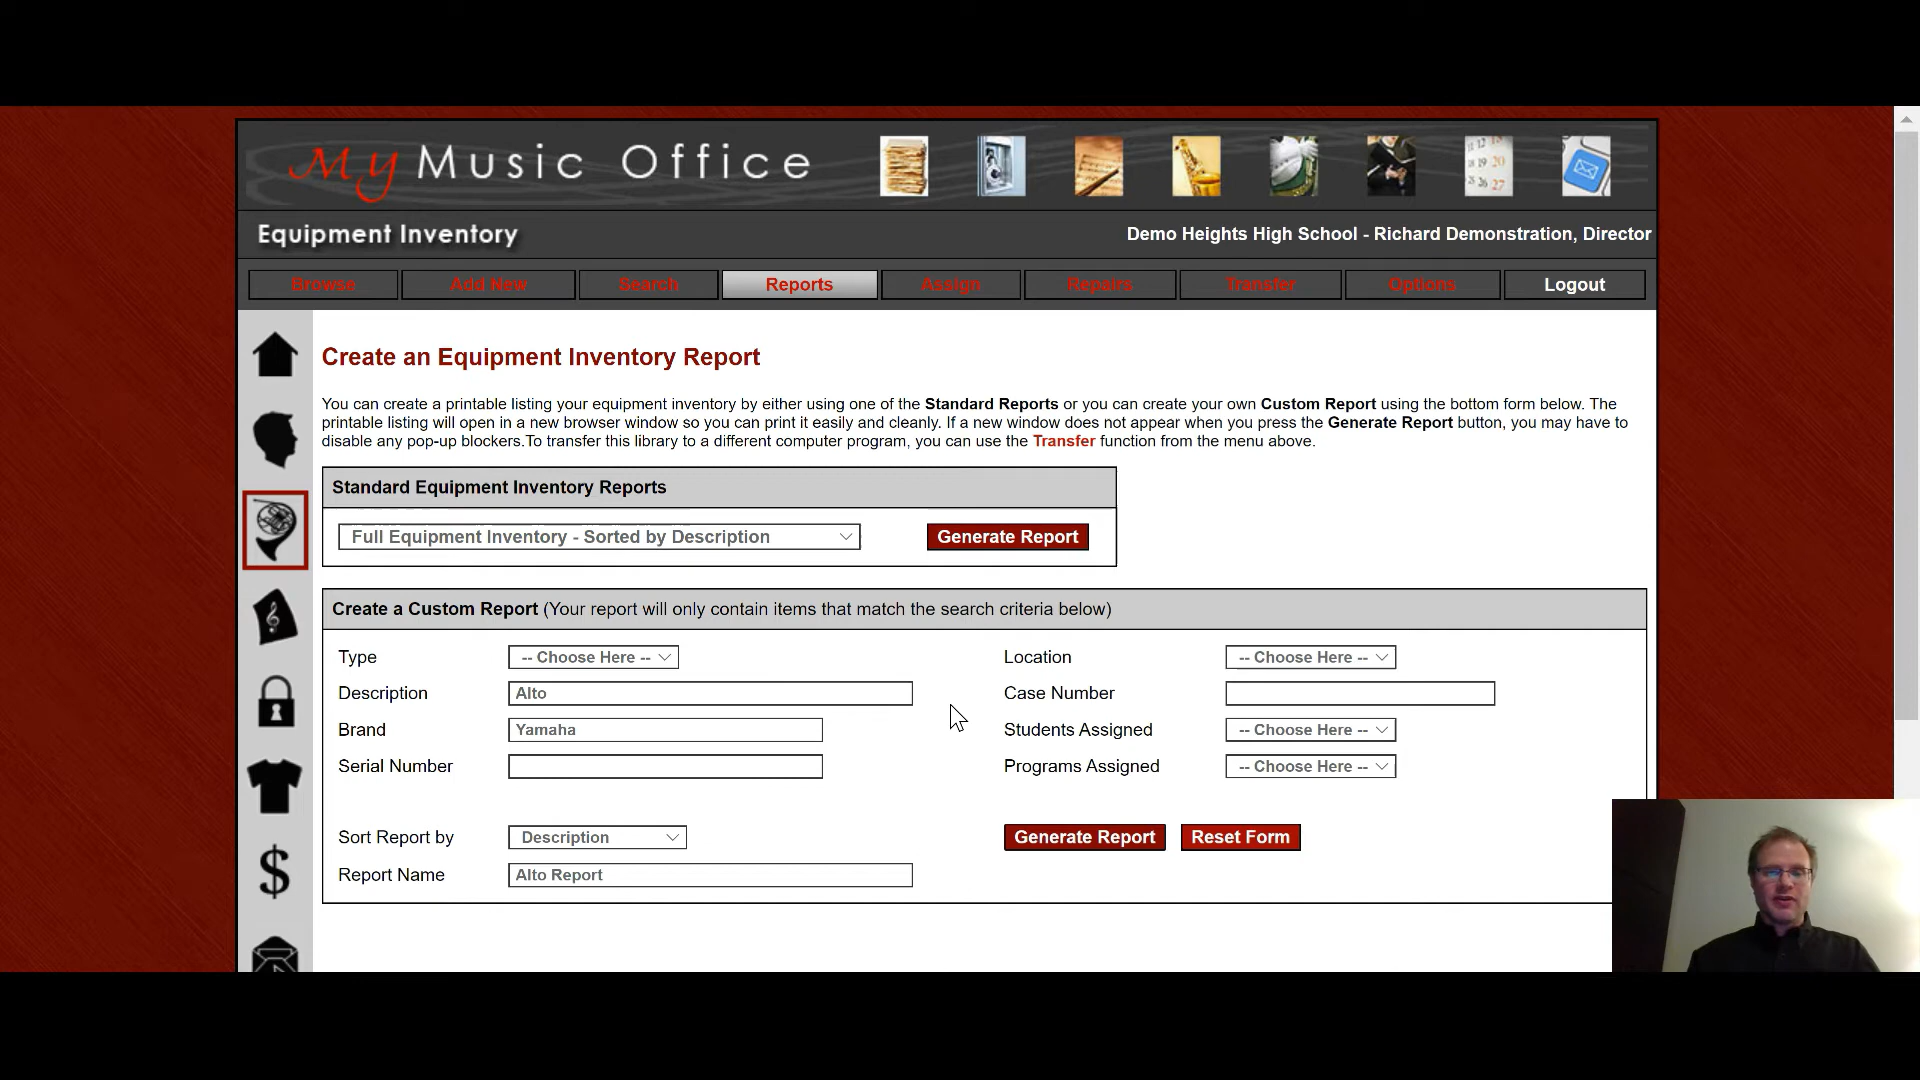 My Music Office
Equipment Inventory
Demo Heights High School - Richard Demonstration, Director
Browse
Add New
Search
Reports
Assign
Repairs
Transfer
Options
Logout
Create an Equipment Inventory Report
You can create a printable listing your equipment inventory by either using one of the Standard Reports or you can create your own Custom Report using the bottom form below. The
printable listing will open in a new browser window so you can print it easily and cleanly. If a new window does not appear when you press the Generate Report button, you may have to
disable any pop-up blockers.To transfer this library to a different computer program, you can use the Transfer function from the menu above.
Standard Equipment Inventory Reports
Full Equipment Inventory - Sorted by Description
Generate Report
Create a Custom Report (Your report will only contain items that match the search criteria below)
Type
-- Choose Here --
Location
-- Choose Here --
Description
Alto
Case Number
Brand
Yamaha
Students Assigned
-- Choose Here --
Serial Number
Programs Assigned
-- Choose Here --
Sort Report by
Description
Generate Report
Reset Form
Report Name
Alto Report